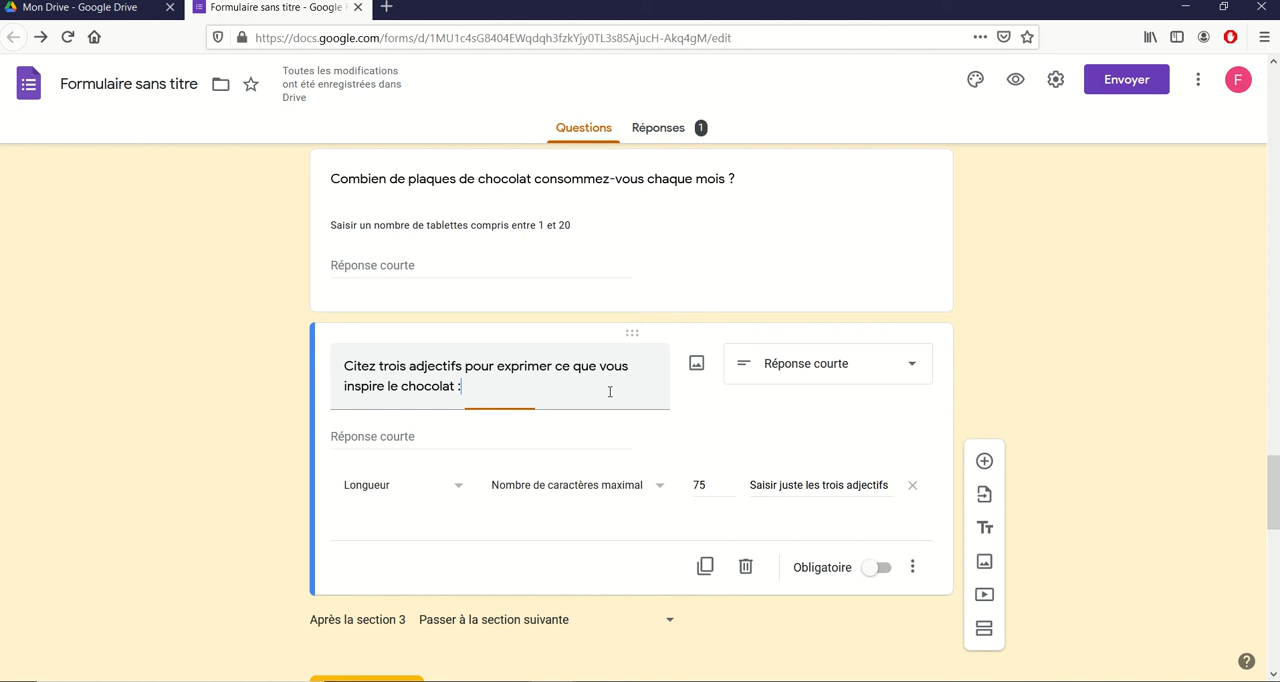 Mon Drive - Google Drive
Formulaire sans titre - Google
https://docs.google.com/forms/d/1MU1c4sG8404EWqdqh3fzkYjy0TL3s8SAjucH-Akq4gM/edit
Formulaire sans titre
Toutes les modifications
ont été enregistrées dans
Drive
Envoyer
F
Questions
Réponses 1
Combien de plaques de chocolat consommez-vous chaque mois ?
Saisir un nombre de tablettes compris entre 1 et 20
Réponse courte
Citez trois adjectifs pour exprimer ce que vous
inspire le chocolat :
Réponse courte
Réponse courte
Longueur
Nombre de caractères maximal
75
Saisir juste les trois adjectifs
Obligatoire
Après la section 3 Passer à la section suivante